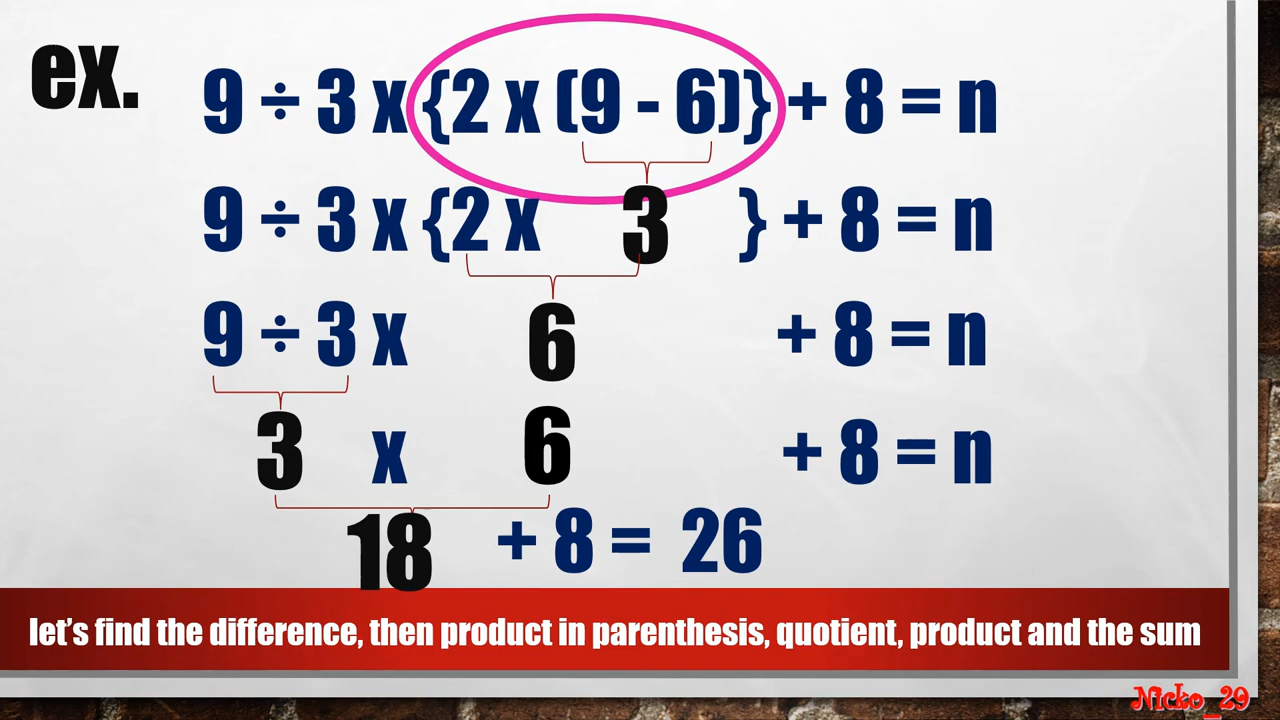 ex.
9 ÷ 3 x {2 x (9 - 6)} + 8 = n
9 ÷ 3 x {2 x 3 } + 8 = n
9 ÷ 3 x 6 + 8 = n
3 x 6 + 8 = n
18 + 8 = 26
let's find the difference, then product in parenthesis, quotient, product and the sum
Nicko_29